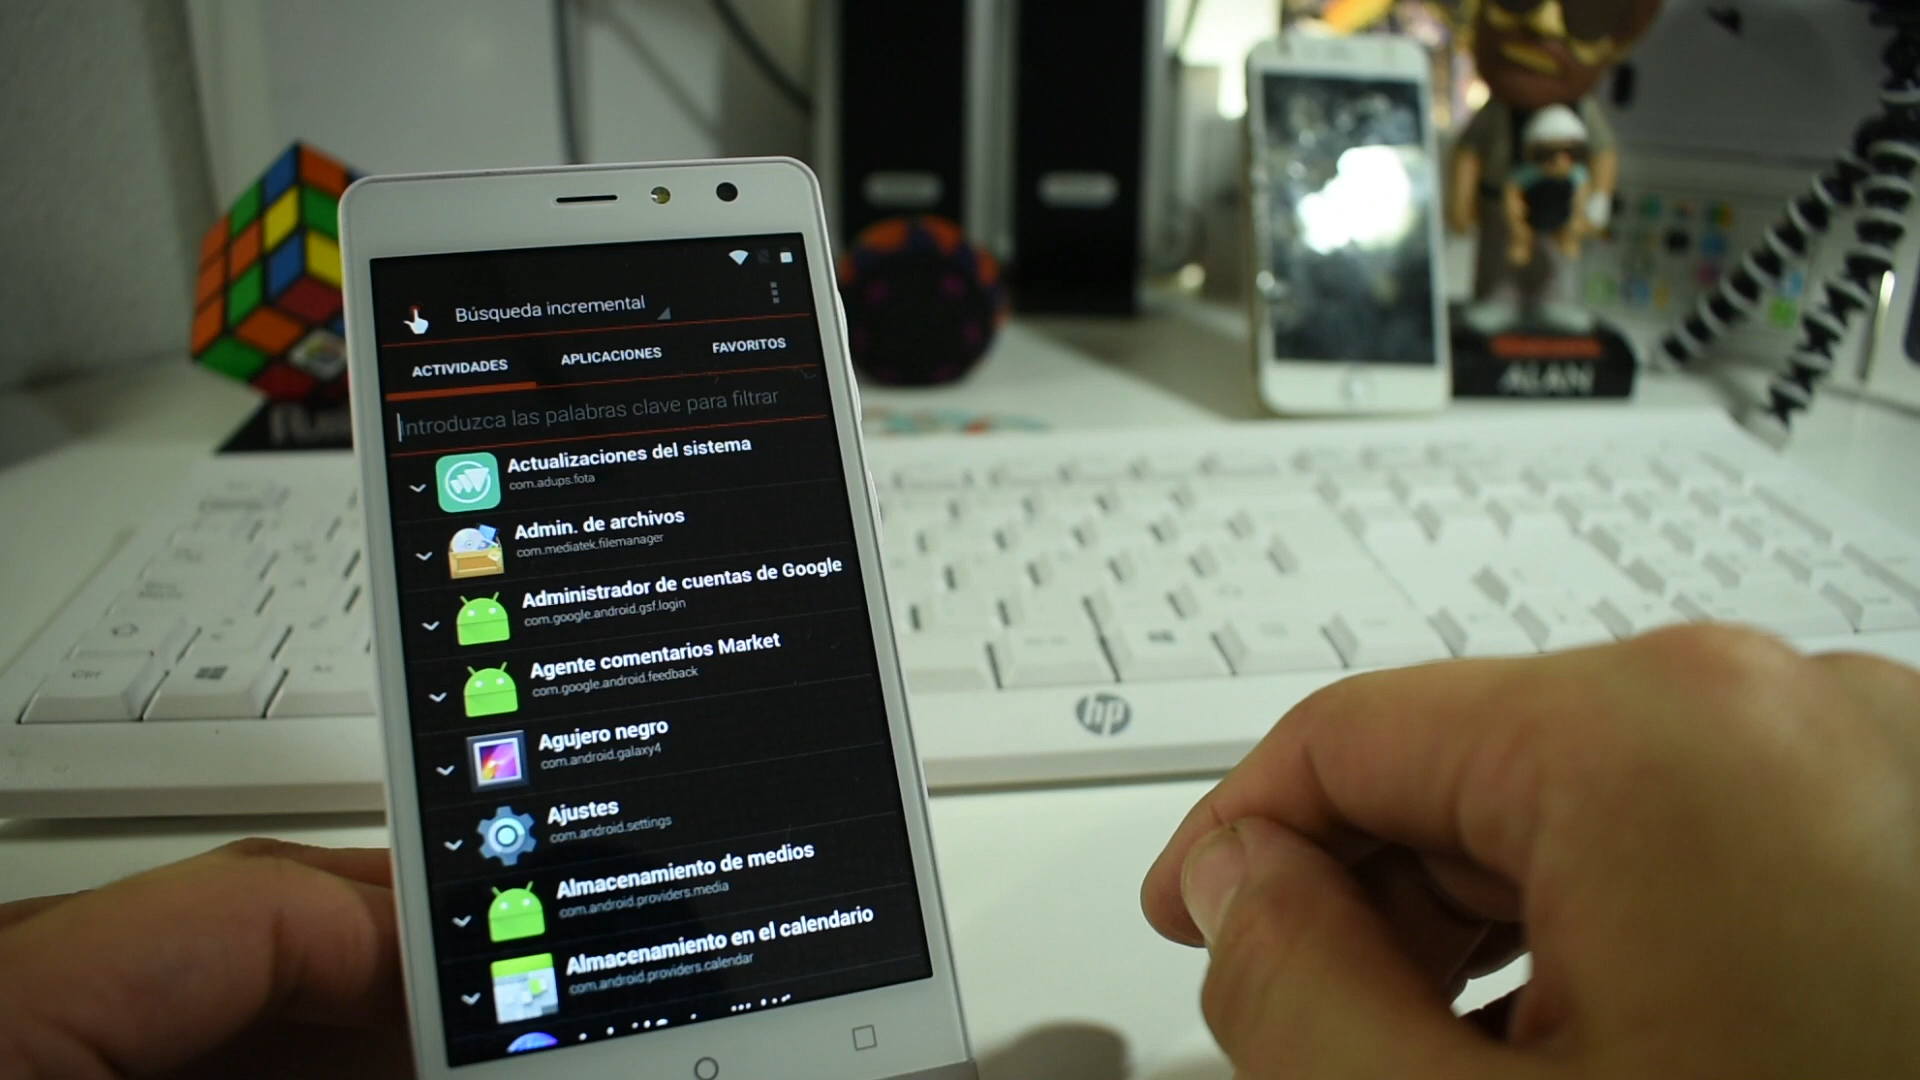 Búsqueda incremental
ACTIVIDADES APLICACIONES FAVORITOS
Introduzca las palabras clave para filtrar
Actualizaciones del sistema
com.adups.fota
Admin. de archivos
com.mediatek.filemanager
Administrador de cuentas de Google
com.google.android.gsf.login
Agente comentarios Market
com.google.android.feedback
Agujero negro
com.android.galaxy4
Ajustes
com.android.settings
Almacenamiento de medios
com.android.providers.media
Almacenamiento en el calendario
com.android.providers.calendar
hp
ALAN
Ctrl